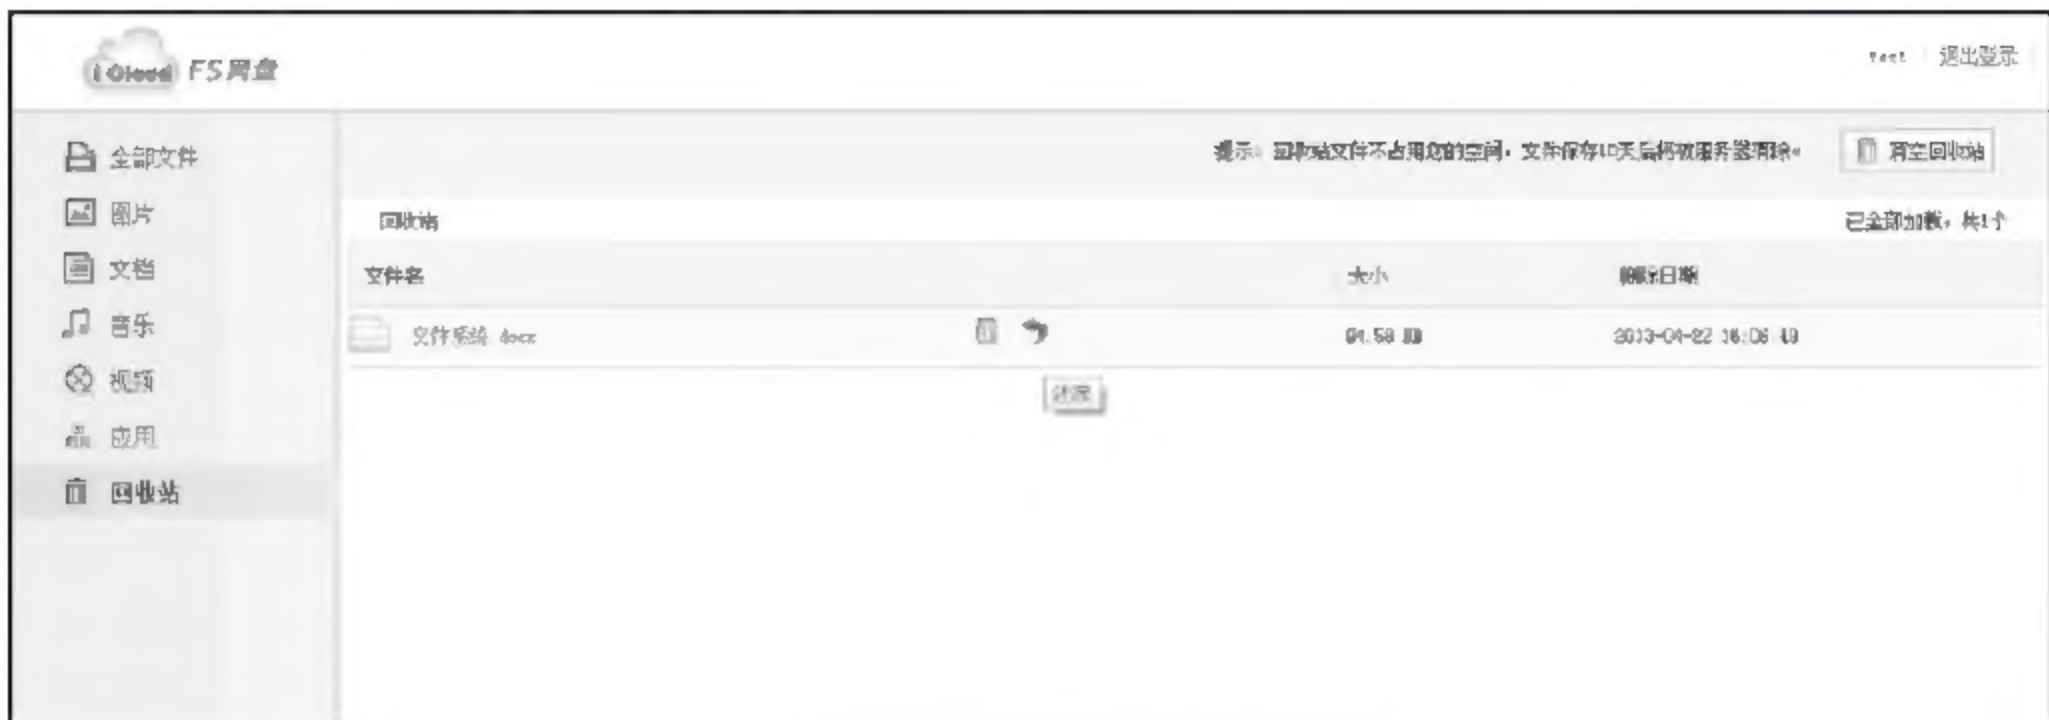 iCloud FS网盘
Test 退出登录
全部文件
提示：回收站文件不占用您的空间，文件保存10天后将被服务器清除。
清空回收站
图片
回收站
已全部加载，共1个
文档
文件名 大小 删除日期
音乐
文件系统.docx
视频
还原
应用
回收站